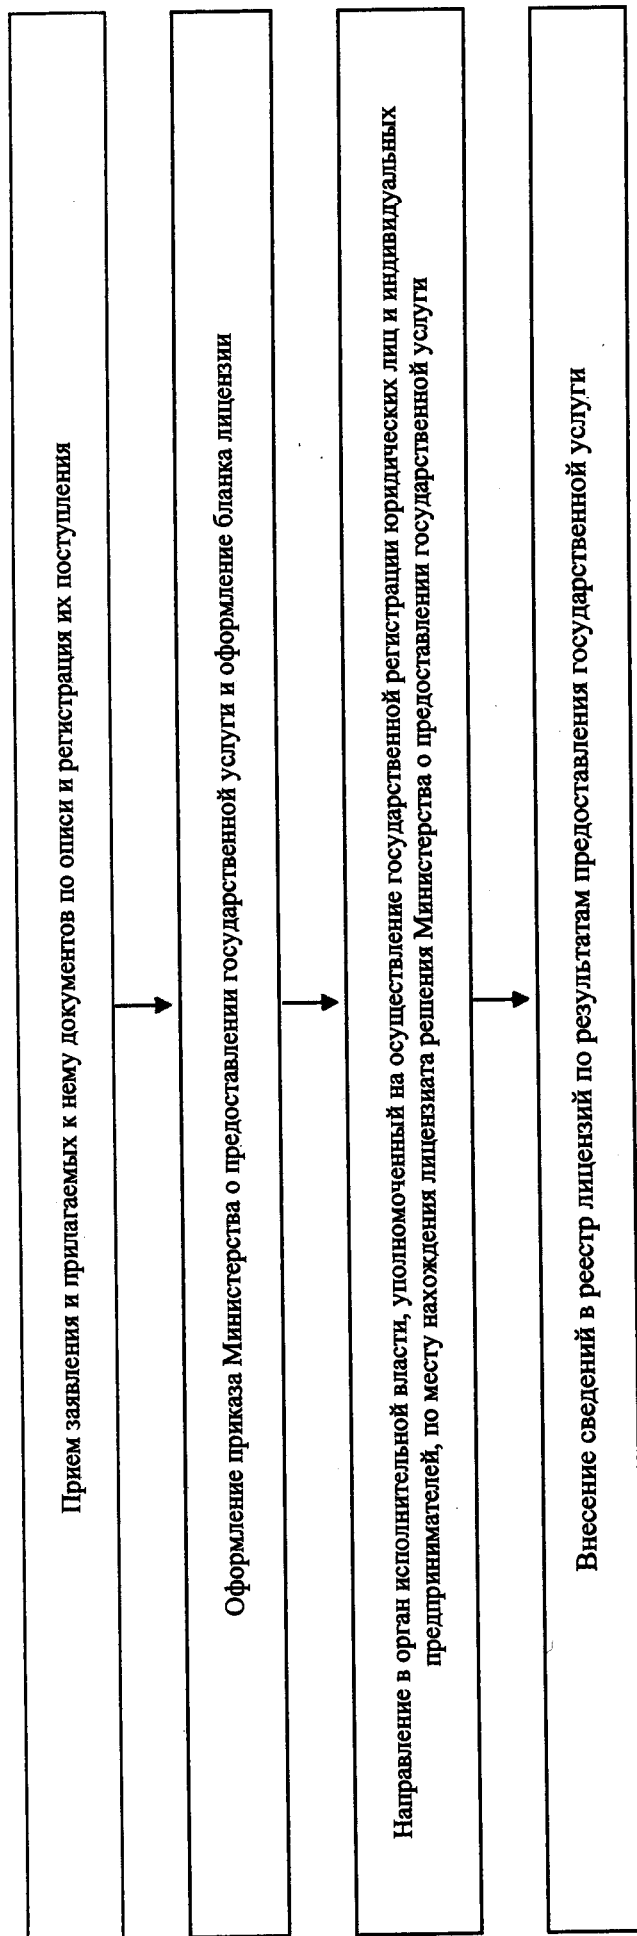 Прием заявления и прилагаемых к нему документов по описи и регистрация их поступления
Оформление приказа Министерства о предоставлении государственной услуги и оформление бланка лицензии
Направление в орган исполнительной власти, уполномоченный на осуществление государственной регистрации юридических лиц и индивидуальных
предпринимателей, по месту нахождения лицензиата решения Министерства о предоставлении государственной услуги
Внесение сведений в реестр лицензий по результатам предоставления государственной услуги